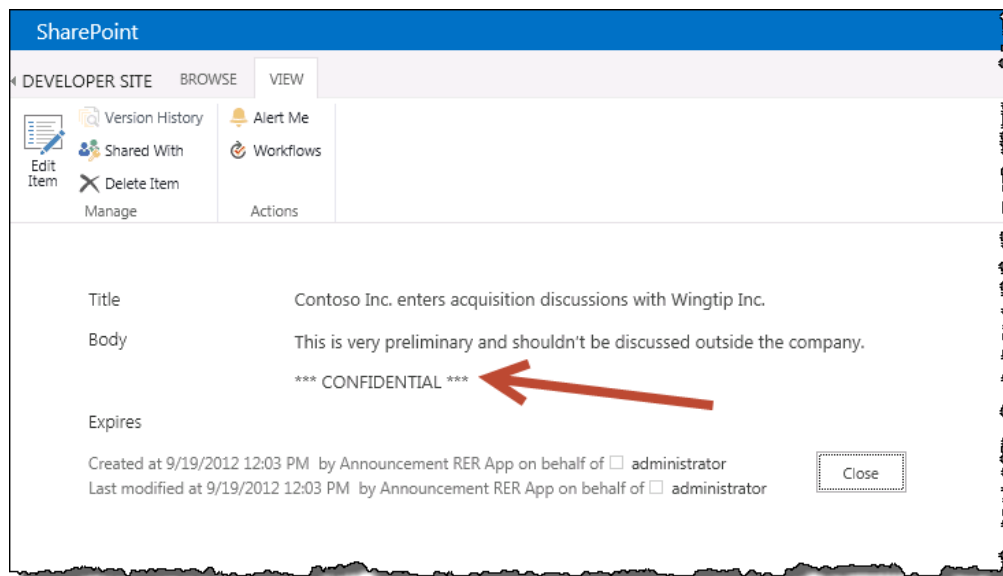 SharePoint
DEVELOPER SITE BROWSE VIEW
Version History Alert Me
Shared With Workflows
Edit Item
Delete Item
Manage Actions
Title Contoso Inc. enters acquisition discussions with Wingtip Inc.
Body This is very preliminary and shouldn't be discussed outside the company.
*** CONFIDENTIAL ***
Expires
Created at 9/19/2012 12:03 PM by Announcement RER App on behalf of administrator
Last modified at 9/19/2012 12:03 PM by Announcement RER App on behalf of administrator
Close